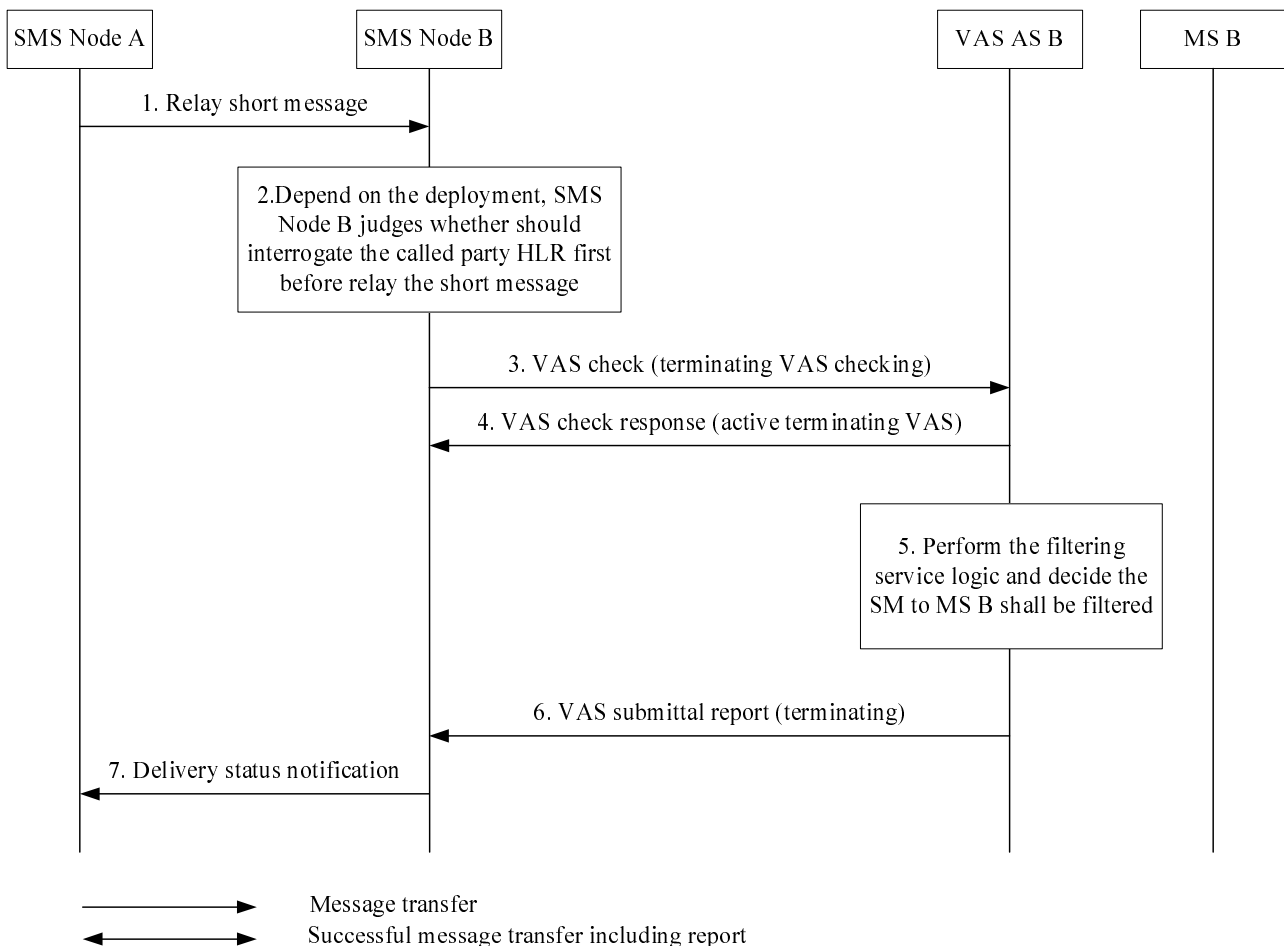 SMS Node A
SMS Node B
VAS AS B
MS B
1. Relay short message
2.Depend on the deployment, SMS
Node B judges whether should
interrogate the called party HLR first
before relay the short message
3. VAS check (terminating VAS checking)
4. VAS check response (active terminating VAS)
5. Perform the filtering
service logic and decide the
SM to MS B shall be filtered
6. VAS submittal report (terminating)
7. Delivery status notification
Message transfer
Successful message transfer including report